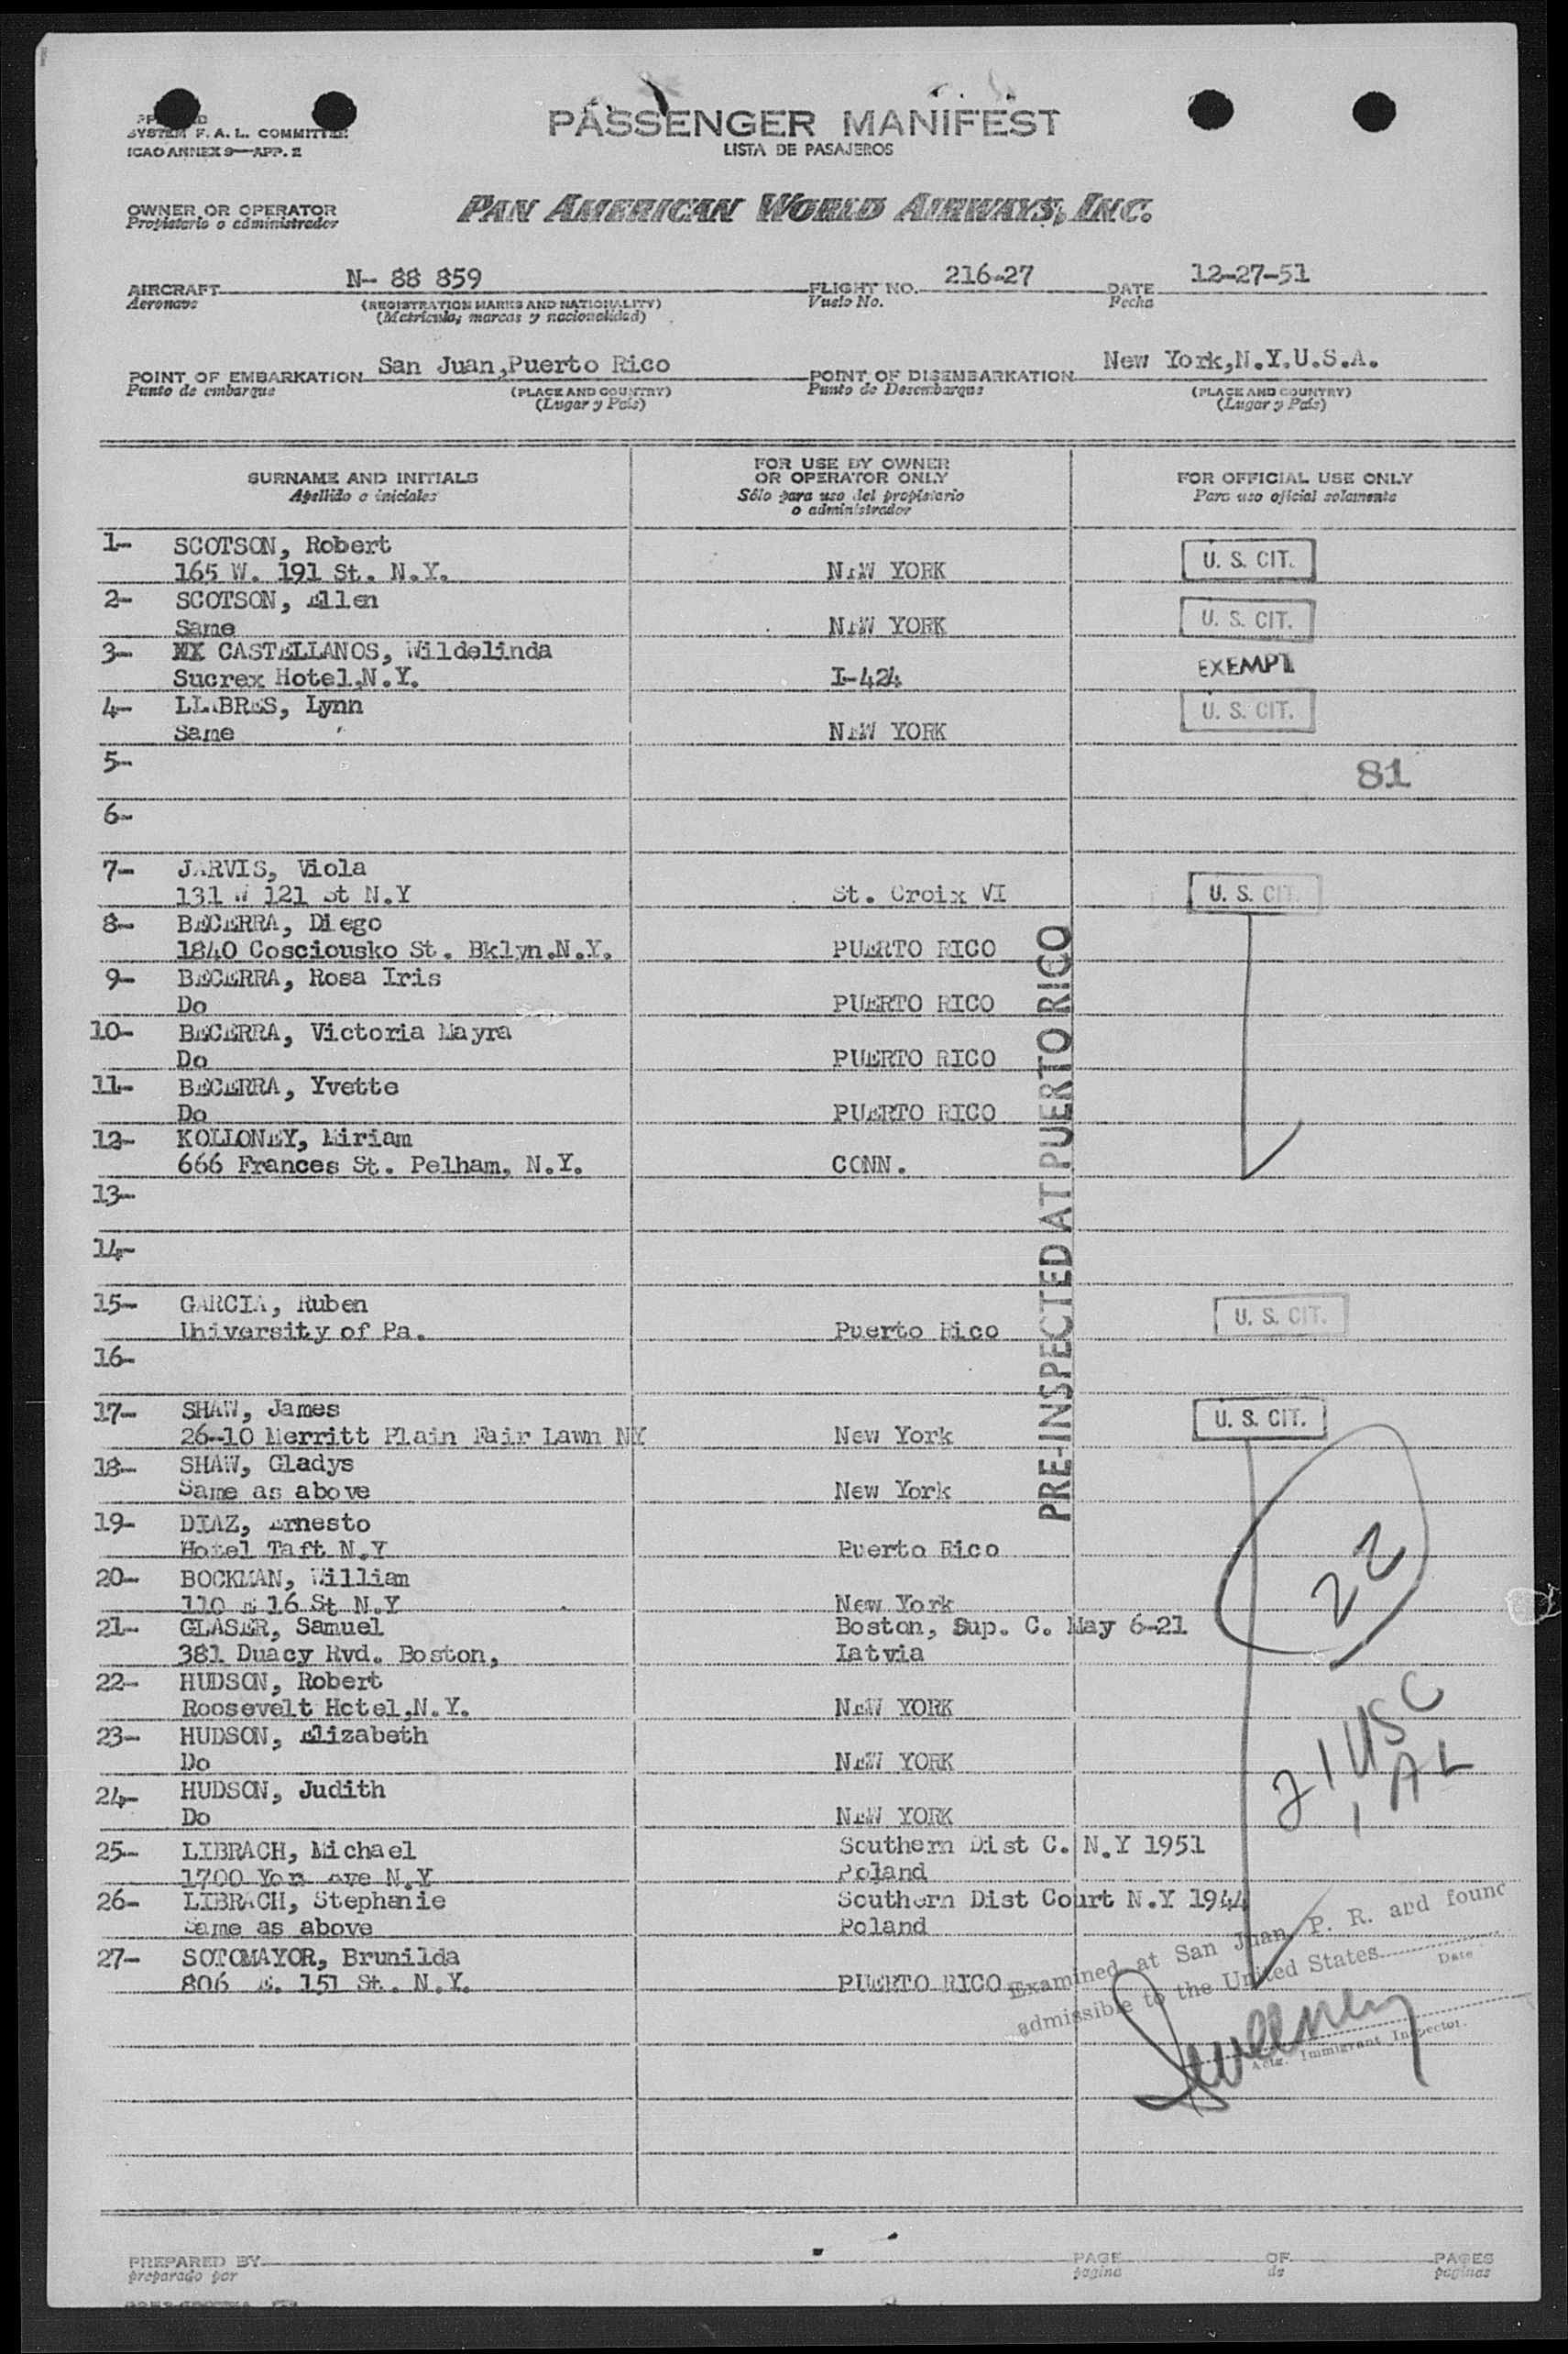 SYSTEM F. A. L. COMMITTEE
ICAO ANNEX 9—APP. 2
PASSENGER MANIFEST
LISTA DE PASAJEROS
OWNER OR OPERATOR
Propietario o administrador
PAN AMERICAN WORLD AIRWAYS, INC.
AIRCRAFT N- 88 859 FLIGHT NO. 216-27 DATE 12-27-51
Aeronave (REGISTRATION MARKS AND NATIONALITY) Vuelo No. Fecha
(Matrícula, marcas y nacionalidad)
POINT OF EMBARKATION San Juan,Puerto Rico POINT OF DISEMBARKATION New York,N.Y.U.S.A.
Punto de embarque (PLACE AND COUNTRY) Punto de Desembarque (PLACE AND COUNTRY)
(Lugar y País) (Lugar y País)
SURNAME AND INITIALS
Apellido o iniciales
FOR USE BY OWNER
OR OPERATOR ONLY
Sólo para uso del propietario
o administrador
FOR OFFICIAL USE ONLY
Para uso oficial solamente
1- SCOTSON, Robert
165 W. 191 St. N.Y. NEW YORK U. S. CIT.
2- SCOTSON, Ellen
Same NEW YORK U. S. CIT.
3- CASTELLANOS, Wildelinda
Sucrex Hotel,N.Y. I-424 EXEMPT
4- LLABRES, Lynn
Same NEW YORK U. S. CIT.
5-
81
6-
7- JARVIS, Viola
131 W 121 St N.Y St. Croix VI U. S. CIT.
8- BECERRA, Diego
1840 Cosciousko St. Bklyn.N.Y. PUERTO RICO
9- BECERRA, Rosa Iris
Do PUERTO RICO
10- BECERRA, Victoria Mayra
Do PUERTO RICO
11- BECERRA, Yvette
Do PUERTO RICO
12- KOLLONEY, Miriam
666 Frances St. Pelham, N.Y. CONN.
13-
14-
15- GARCIA, Ruben
University of Pa. Puerto Rico U. S. CIT.
16-
17- SHAW, James
26-10 Merritt Plain Fair Lawn NY New York U. S. CIT.
18- SHAW, Gladys
Same as above New York
19- DIAZ, Ernesto
Hotel Taft N.Y Puerto Rico
20- BOCKMAN, William
110 E 16 St N.Y New York
21- GLASER, Samuel Boston, Sup. C. May 6-21
381 Duacy Rvd. Boston, Latvia
22- HUDSON, Robert
Roosevelt Hotel,N.Y. NEW YORK
23- HUDSON, Elizabeth
Do NEW YORK
24- HUDSON, Judith
Do NEW YORK
25- LIBRACH, Michael Southern Dist C. N.Y 1951
1700 Yor ave N.Y Poland
26- LIBRACH, Stephanie Southern Dist Court N.Y 1944
Same as above Poland
27- SOTOMAYOR, Brunilda
806 E. 151 St. N.Y. PUERTO RICO
PRE-INSPECTED AT PUERTO RICO
22
21 USC
1 AL
Examined at San Juan, P. R. and found
admissible to the United States
Date
Sweeney
Actg. Immigrant Inspector.
PREPARED BY PAGE OF PAGES
preparado por pagina de paginas